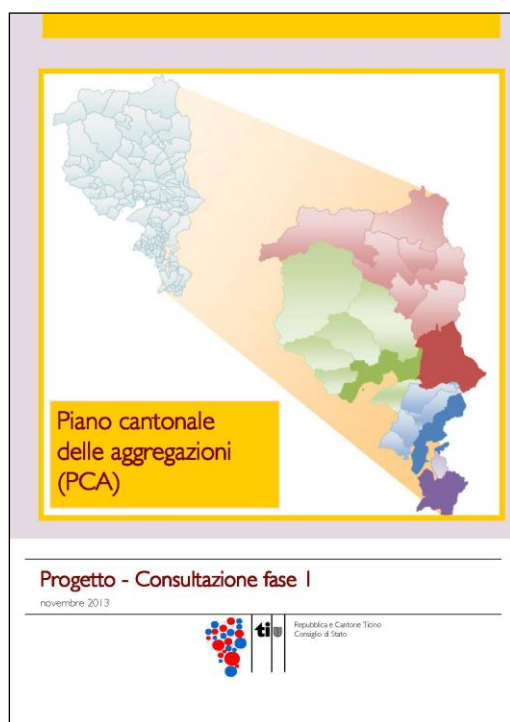 Piano cantonale
delle aggregazioni
(PCA)
Progetto - Consultazione fase 1
novembre 2013
ti
Repubblica e Cantone Ticino
Consiglio di Stato